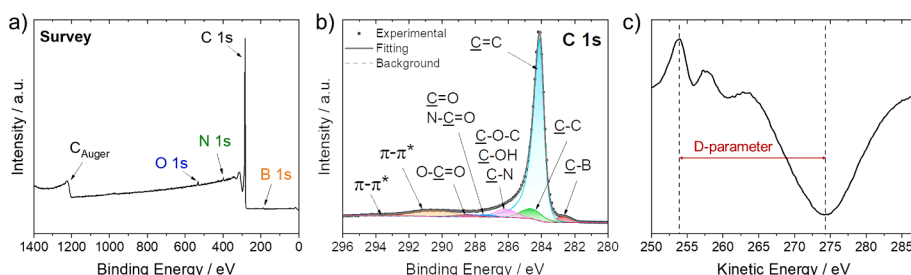 a)
Survey
C 1s
C_Auger
N 1s
O 1s
B 1s
Intensity / a.u.
1400 1200 1000 800 600 400 200 0
Binding Energy / eV
b)
Experimental
Fitting
Background
C 1s
C=C
C=O
N-C=O
C-O-C
C-OH
C-N
C-C
C-B
π-π*
π-π*
O-C=O
Intensity / a.u.
296 294 292 290 288 286 284 282 280
Binding Energy / eV
c)
D-parameter
Intensity / a.u.
250 255 260 265 270 275 280 285
Kinetic Energy / eV